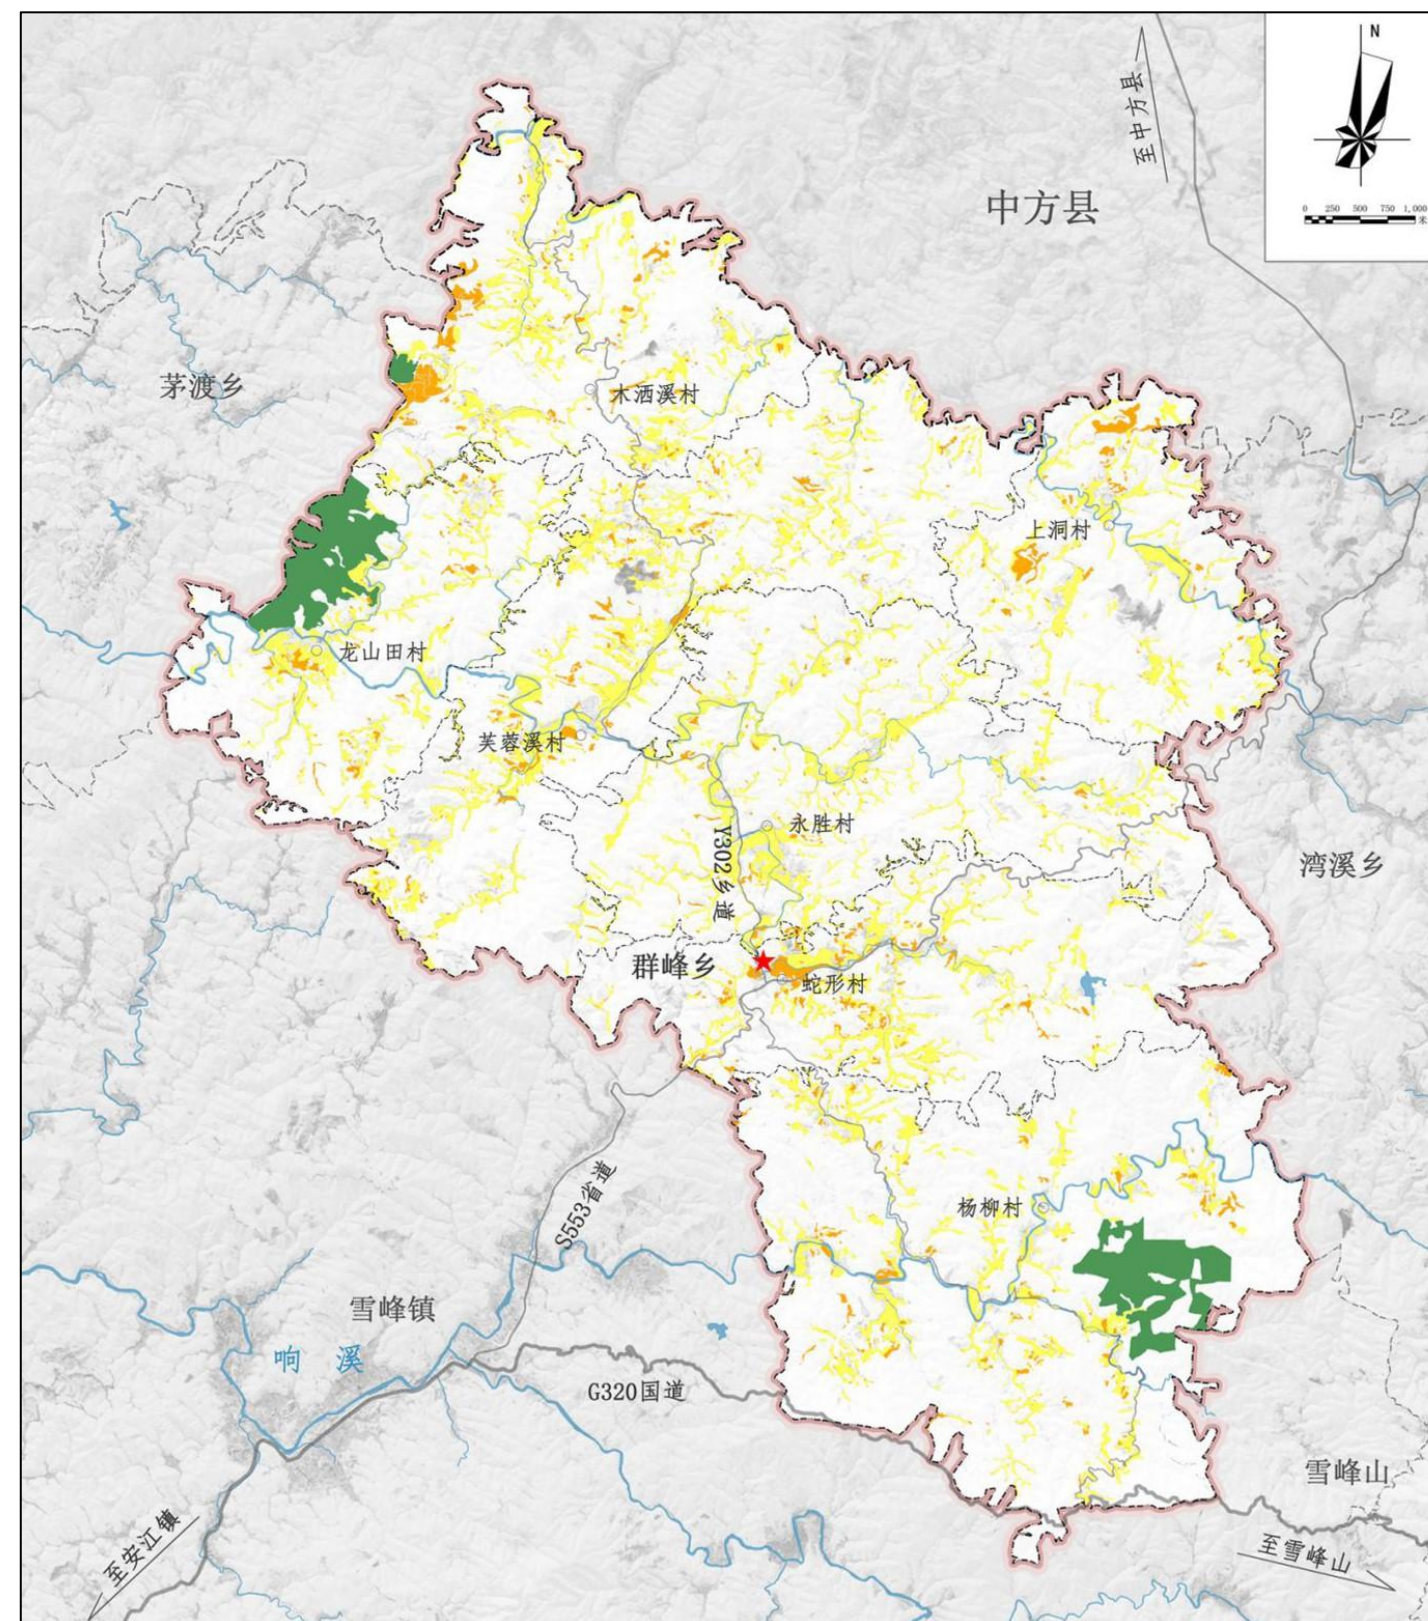 N
0 250 500 750 1,000
米
至中方县
中方县
茅渡乡
木洒溪村
上洞村
龙山田村
芙蓉溪村
永胜村
Y302乡道
湾溪乡
群峰乡
蛇形村
杨柳村
S553省道
雪峰镇
响 溪
G320国道
雪峰山
至安江镇
至雪峰山